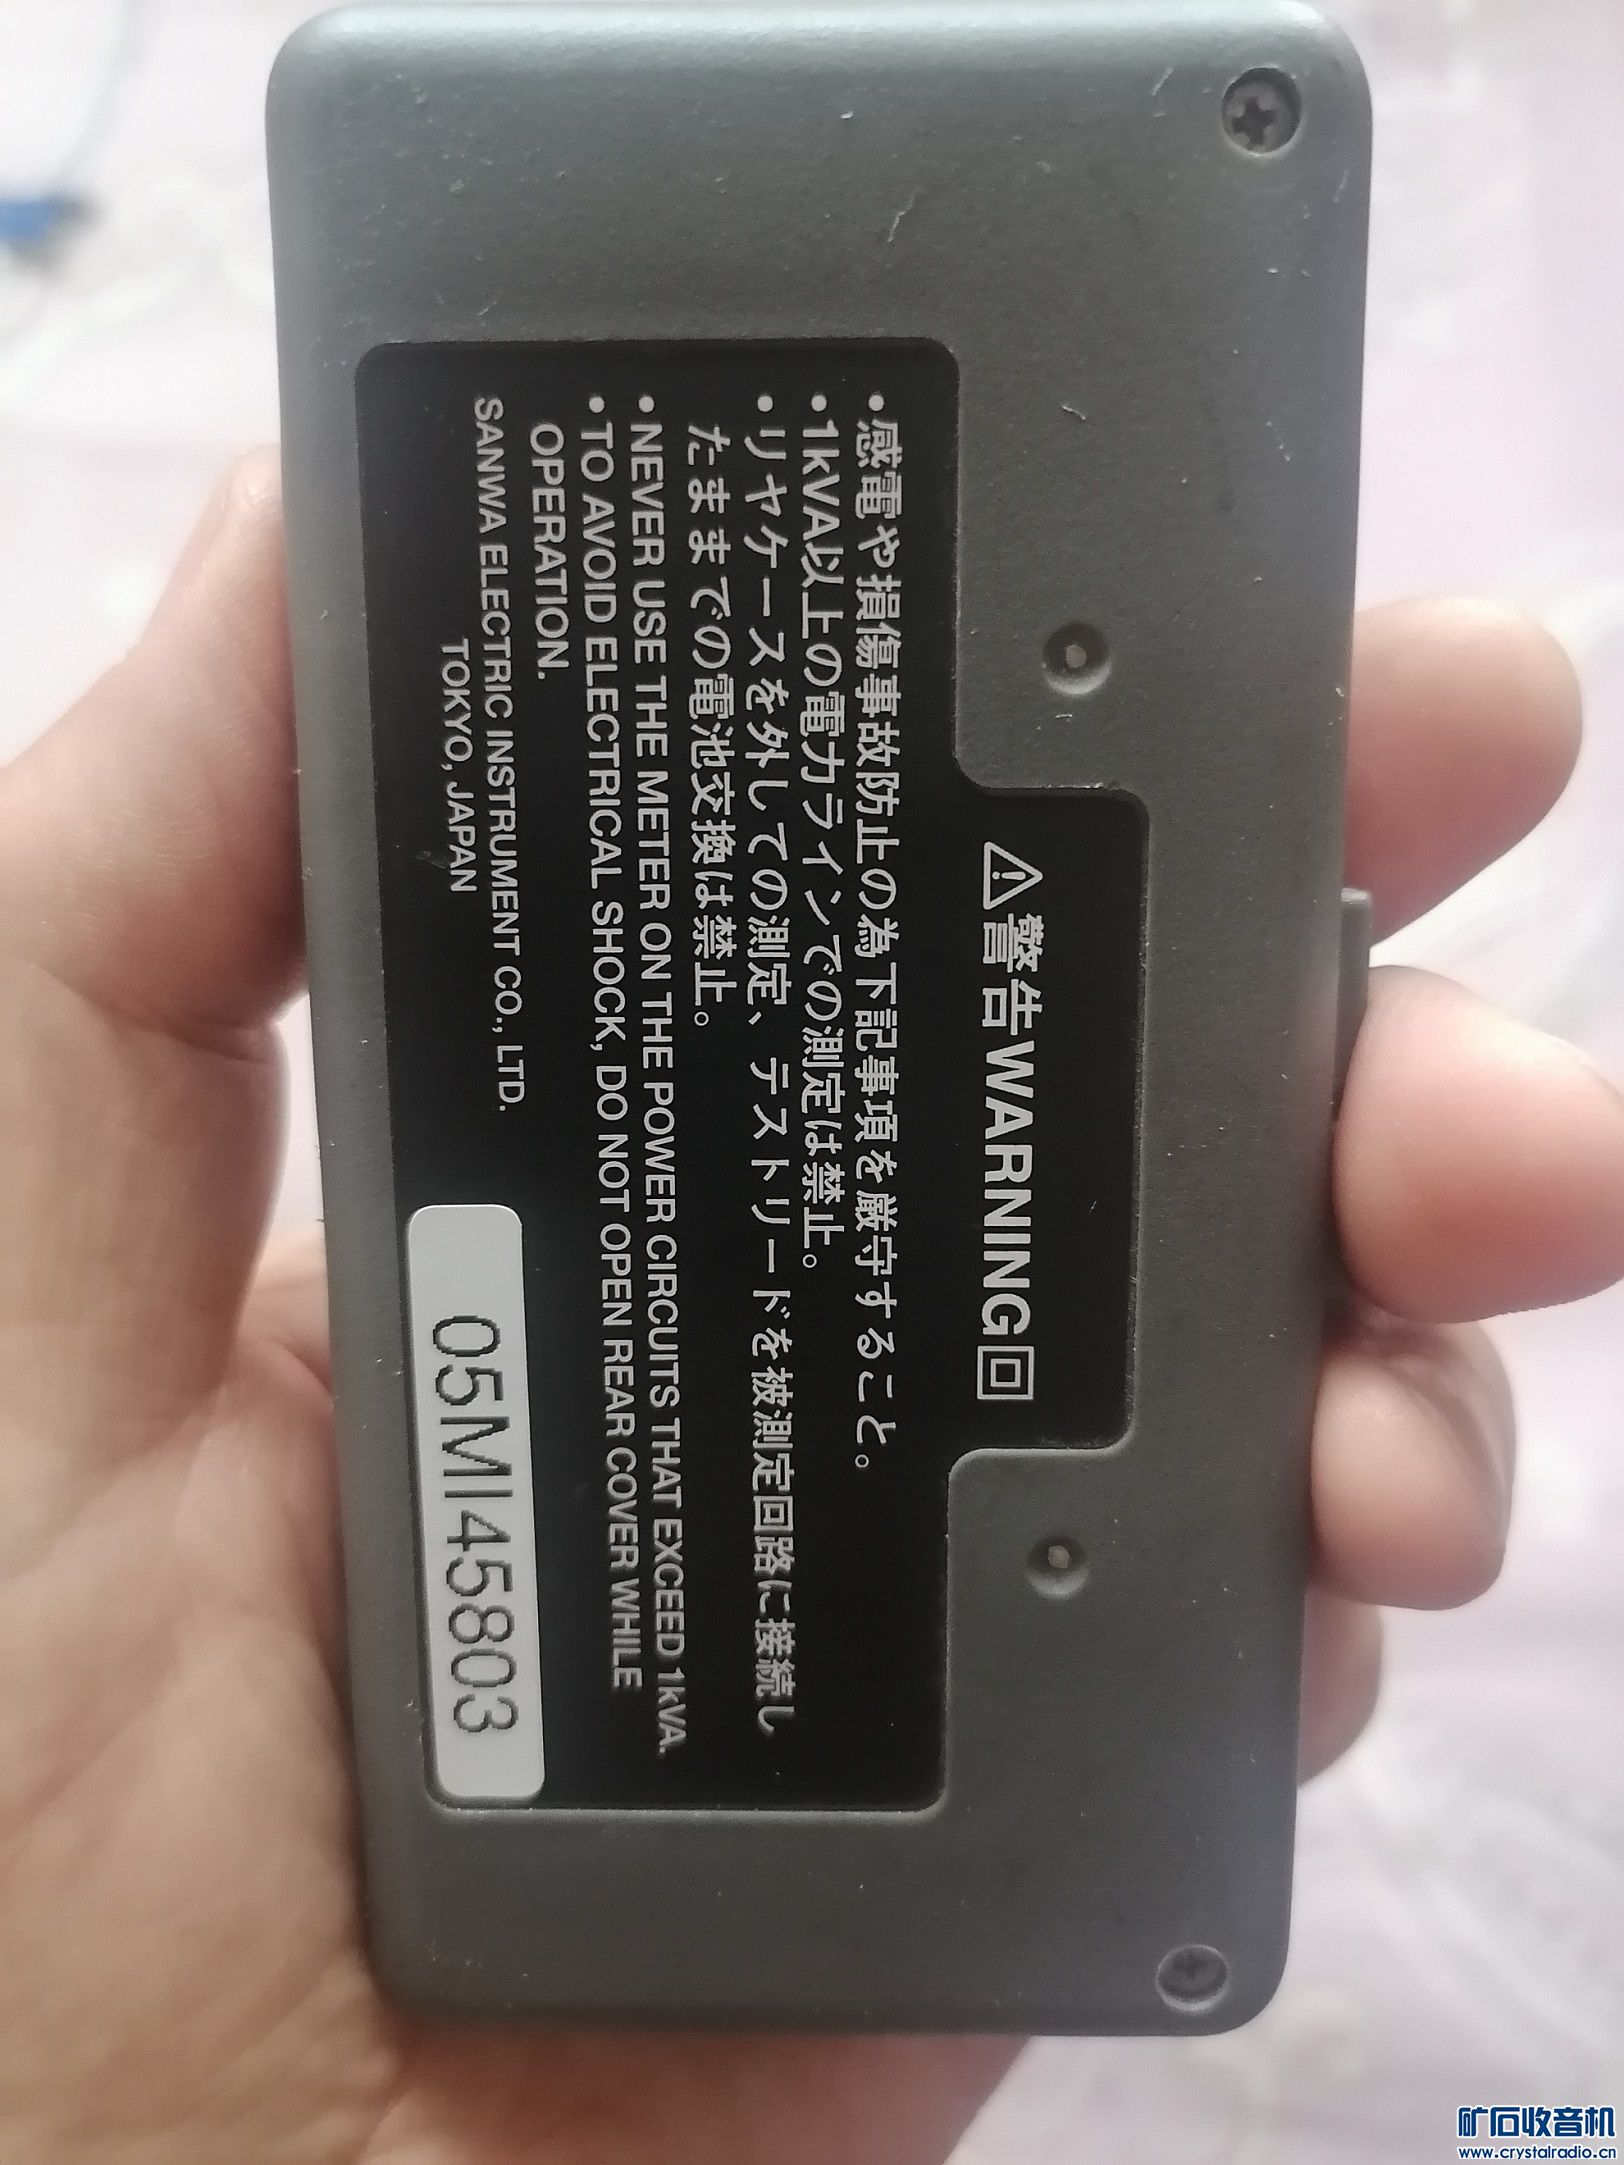 ⚠警告WARNING回
•感電や損傷事故防止の為下記事項を厳守すること。
•1kVA以上の電力ラインでの測定は禁止。
•リヤケースを外しての測定、テストリードを被測定回路に接続し
たままでの電池交換は禁止。
•NEVER USE THE METER ON THE POWER CIRCUITS THAT EXCEED 1kVA.
•TO AVOID ELECTRICAL SHOCK, DO NOT OPEN REAR COVER WHILE
OPERATION.
SANWA ELECTRIC INSTRUMENT CO., LTD.
TOKYO, JAPAN
05MI45803
矿石收音机
www.crystalradio.cn